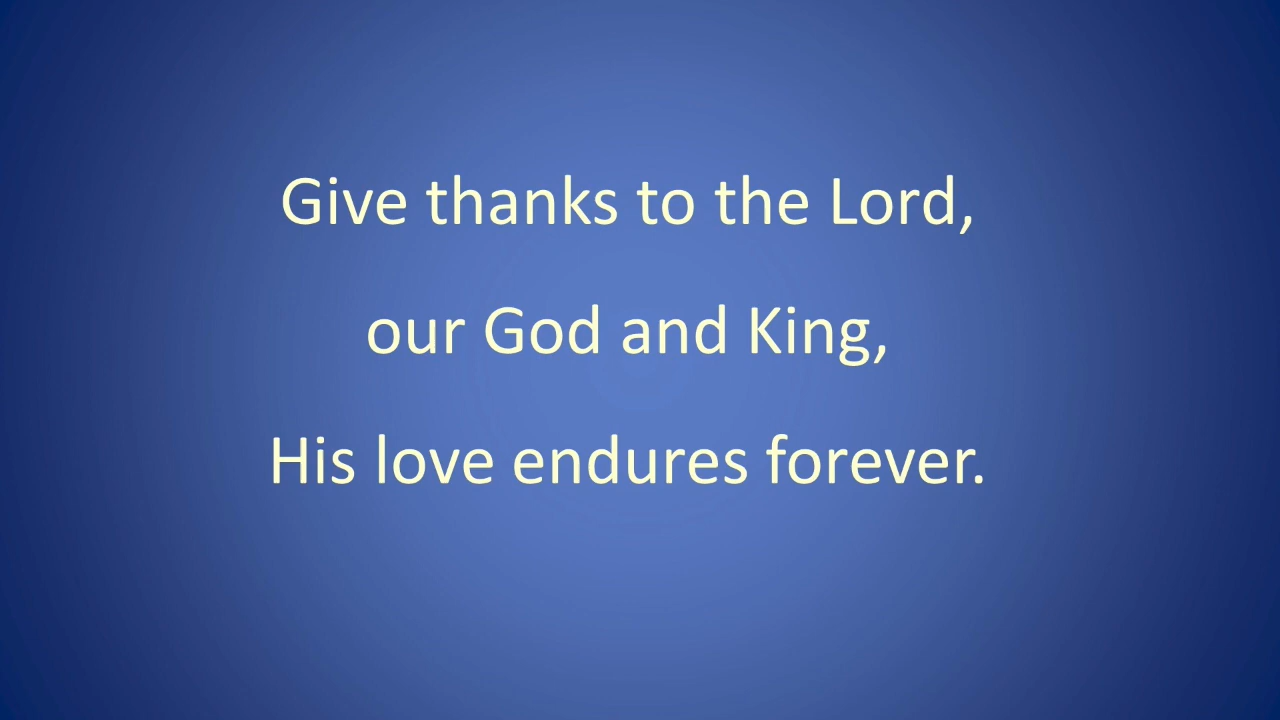 Give thanks to the Lord,
our God and King,
His love endures forever.